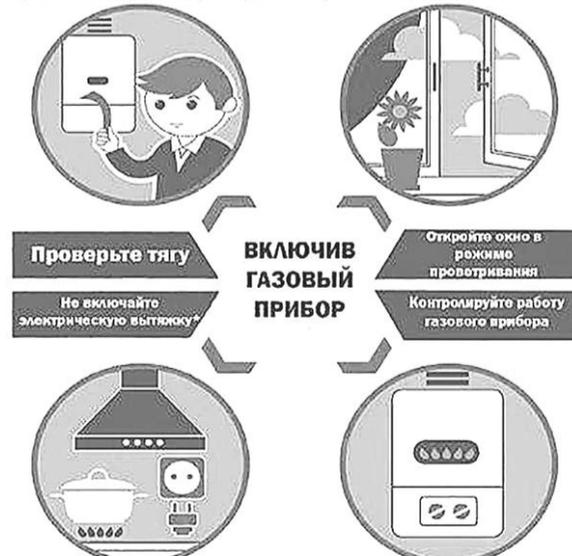 Проверьте тягу
Не включайте
электрическую вытяжку*
ВКЛЮЧИВ
ГАЗОВЫЙ
ПРИБОР
Откройте окно в
режиме
проветривания
Контролируйте работу
газового прибора